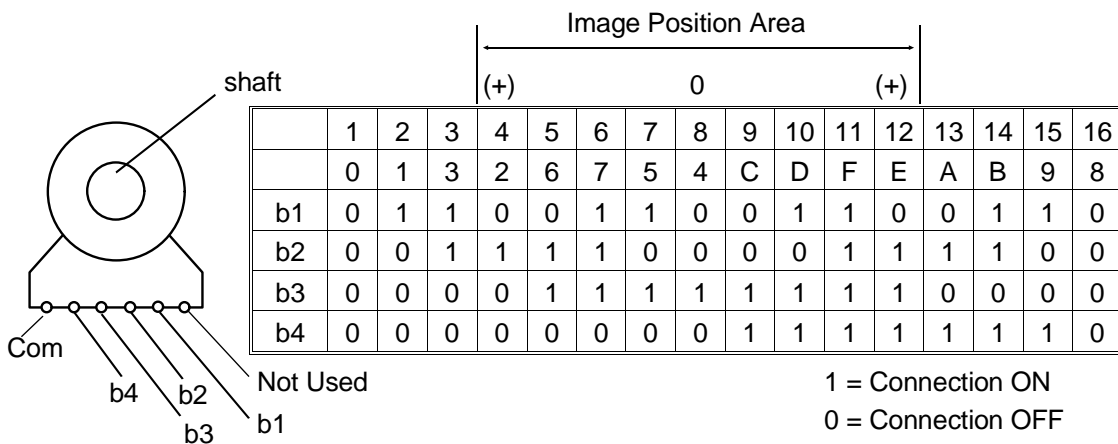 Image Position Area
shaft (+) 0 (+)
1 2 3 4 5 6 7 8 9 10 11 12 13 14 15 16
0 1 3 2 6 7 5 4 C D F E A B 9 8
b1 0 1 1 0 0 1 1 0 0 1 1 0 0 1 1 0
b2 0 0 1 1 1 1 0 0 0 0 1 1 1 1 0 0
b3 0 0 0 0 1 1 1 1 1 1 1 1 0 0 0 0
b4 0 0 0 0 0 0 0 0 1 1 1 1 1 1 1 0
Com
b4
b3
b2
b1
Not Used
1 = Connection ON
0 = Connection OFF